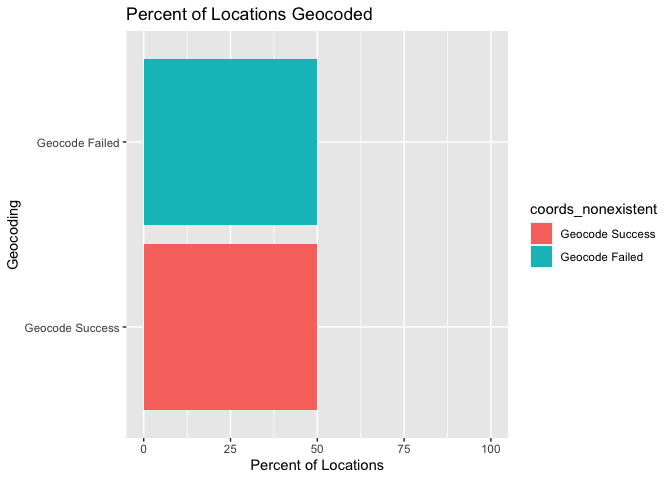 Percent of Locations Geocoded
Geocoding
Geocode Failed
Geocode Success
0 25 50 75 100
Percent of Locations
coords_nonexistent
Geocode Success
Geocode Failed